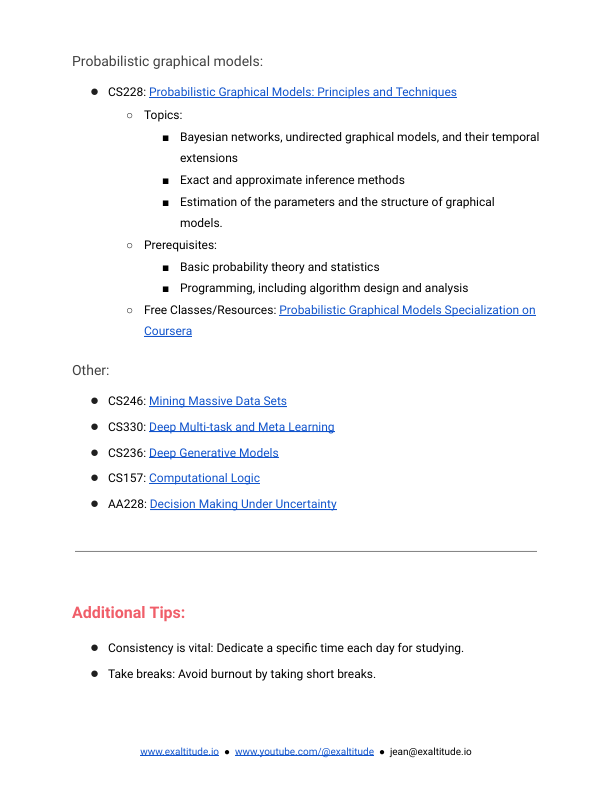 Probabilistic graphical models:
● CS228: Probabilistic Graphical Models: Principles and Techniques
○ Topics:
■ Bayesian networks, undirected graphical models, and their temporal
extensions
■ Exact and approximate inference methods
■ Estimation of the parameters and the structure of graphical
models.
○ Prerequisites:
■ Basic probability theory and statistics
■ Programming, including algorithm design and analysis
○ Free Classes/Resources: Probabilistic Graphical Models Specialization on
Coursera
Other:
● CS246: Mining Massive Data Sets
● CS330: Deep Multi-task and Meta Learning
● CS236: Deep Generative Models
● CS157: Computational Logic
● AA228: Decision Making Under Uncertainty
Additional Tips:
● Consistency is vital: Dedicate a specific time each day for studying.
● Take breaks: Avoid burnout by taking short breaks.
www.exaltitude.io ● www.youtube.com/@exaltitude ● jean@exaltitude.io